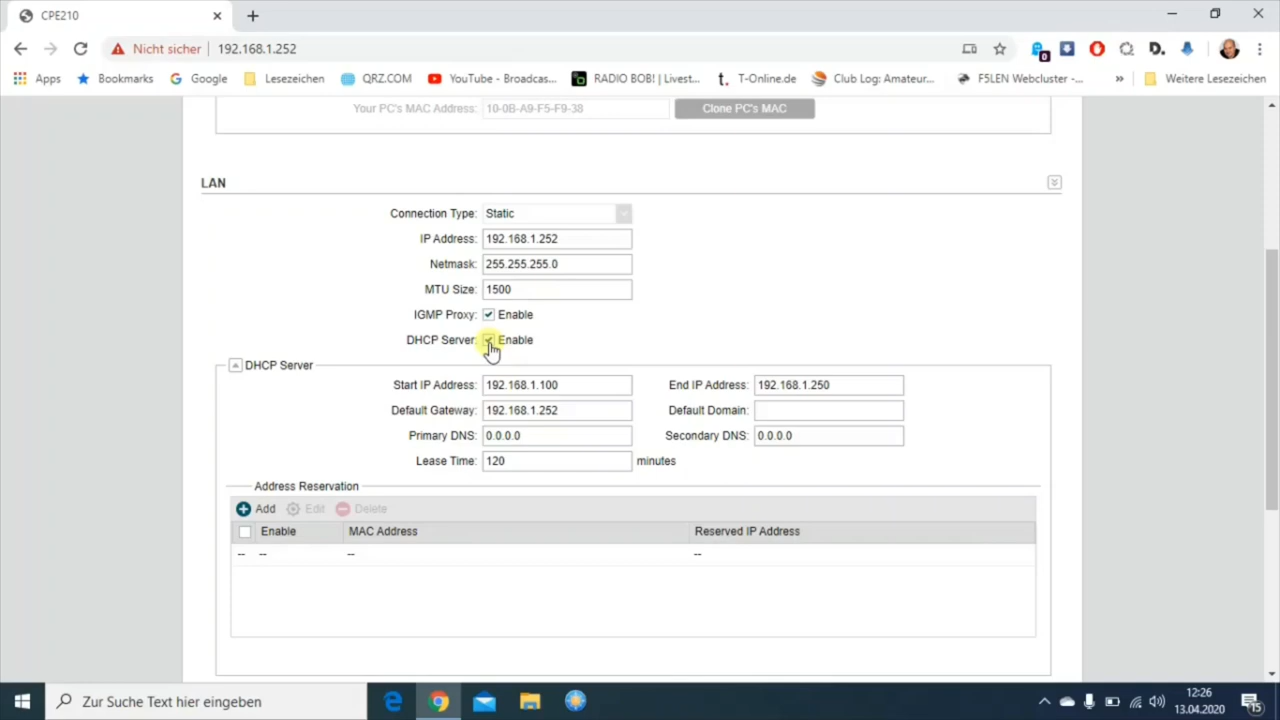 CPE210
Nicht sicher 192.168.1.252
0
D.
Apps Bookmarks Google Lesezeichen QRZ.COM YouTube - Broadcas... RADIO BOB! | Livest... T-Online.de Club Log: Amateur... F5LEN Webcluster -... » Weitere Lesezeichen
Your PC's MAC Address: 10-0B-A9-F5-F9-38 Clone PC's MAC
LAN
Connection Type: Static
IP Address: 192.168.1.252
Netmask: 255.255.255.0
MTU Size: 1500
IGMP Proxy: Enable
DHCP Server: Enable
DHCP Server
Start IP Address: 192.168.1.100 End IP Address: 192.168.1.250
Default Gateway: 192.168.1.252 Default Domain:
Primary DNS: 0.0.0.0 Secondary DNS: 0.0.0.0
Lease Time: 120 minutes
Address Reservation
Add Edit Delete
Enable MAC Address Reserved IP Address
-- -- -- --
Zur Suche Text hier eingeben
12:26
13.04.2020
15